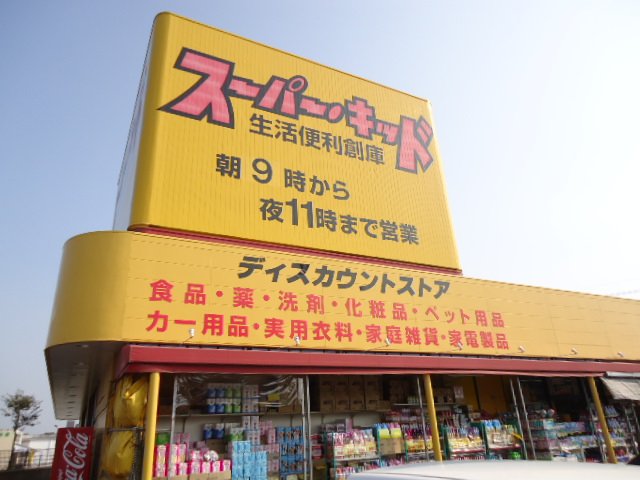 スーパー・キッド
生活便利創庫
朝9時から
夜11時まで営業
ディスカウントストア
食品・薬・洗剤・化粧品・ペット用品
カー用品・実用衣料・家庭雑貨・家電製品
Coca-Cola